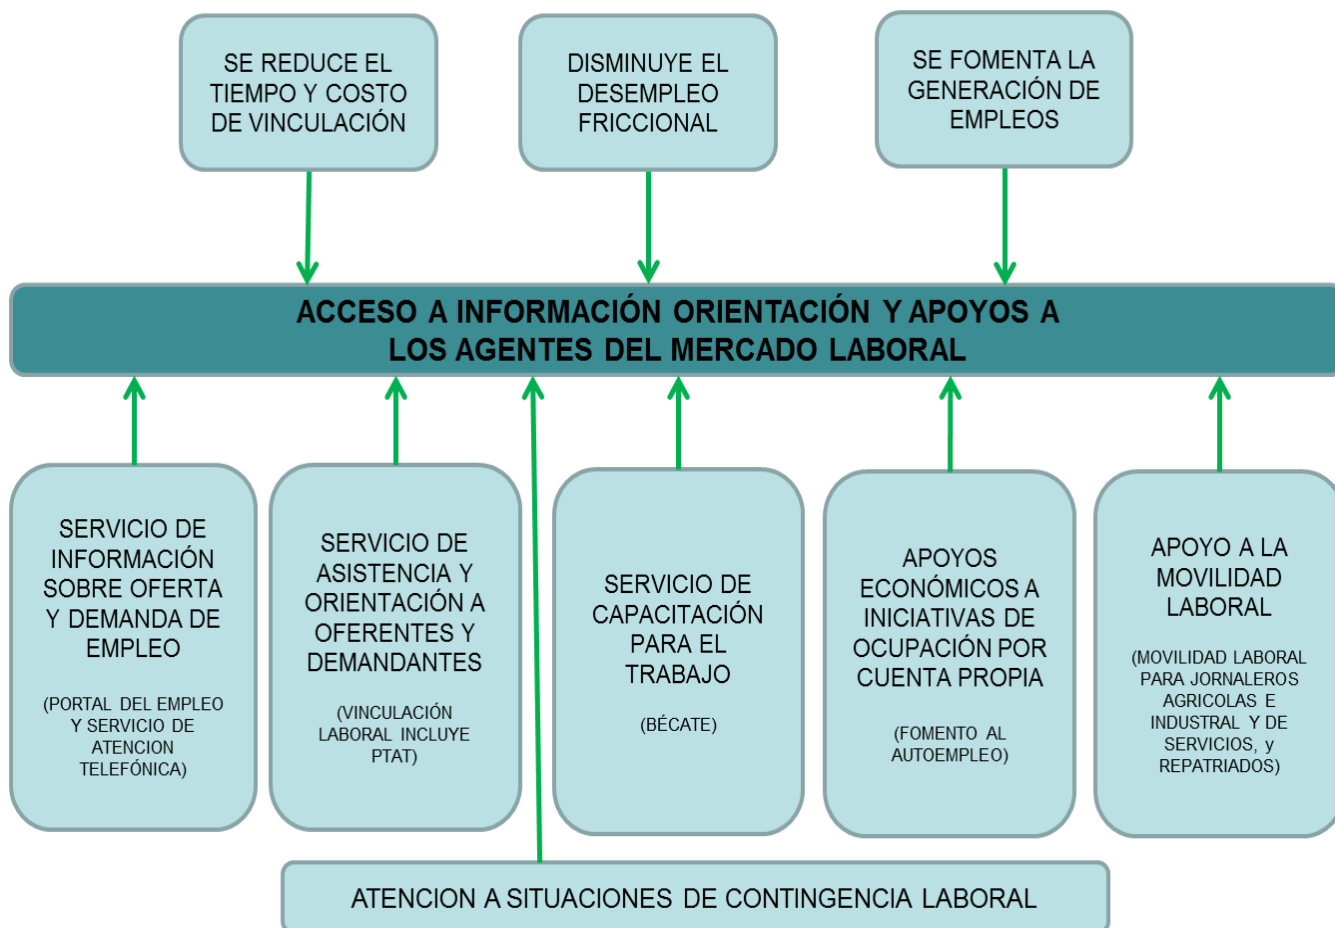 SE REDUCE EL
TIEMPO Y COSTO
DE VINCULACIÓN
DISMINUYE EL
DESEMPLEO
FRICCIONAL
SE FOMENTA LA
GENERACIÓN DE
EMPLEOS
ACCESO A INFORMACIÓN ORIENTACIÓN Y APOYOS A
LOS AGENTES DEL MERCADO LABORAL
SERVICIO DE
INFORMACIÓN
SOBRE OFERTA
Y DEMANDA DE
EMPLEO
(PORTAL DEL EMPLEO
Y SERVICIO DE
ATENCION
TELEFÓNICA)
SERVICIO DE
ASISTENCIA Y
ORIENTACIÓN A
OFERENTES Y
DEMANDANTES
(VINCULACIÓN
LABORAL INCLUYE
PTAT)
SERVICIO DE
CAPACITACIÓN
PARA EL
TRABAJO
(BÉCATE)
APOYOS
ECONÓMICOS A
INICIATIVAS DE
OCUPACIÓN POR
CUENTA PROPIA
(FOMENTO AL
AUTOEMPLEO)
APOYO A LA
MOVILIDAD
LABORAL
(MOVILIDAD LABORAL
PARA JORNALEROS
AGRICOLAS E
INDUSTRIAL Y DE
SERVICIOS, y
REPATRIADOS)
ATENCION A SITUACIONES DE CONTINGENCIA LABORAL